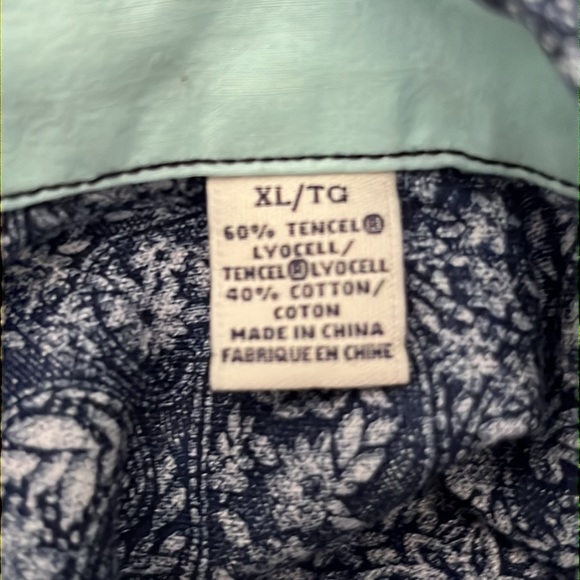 XL/TG
60% TENCEL®
LYOCELL/
TENCEL®LYOCELL
40% COTTON/
COTON
MADE IN CHINA
FABRIQUE EN CHINE